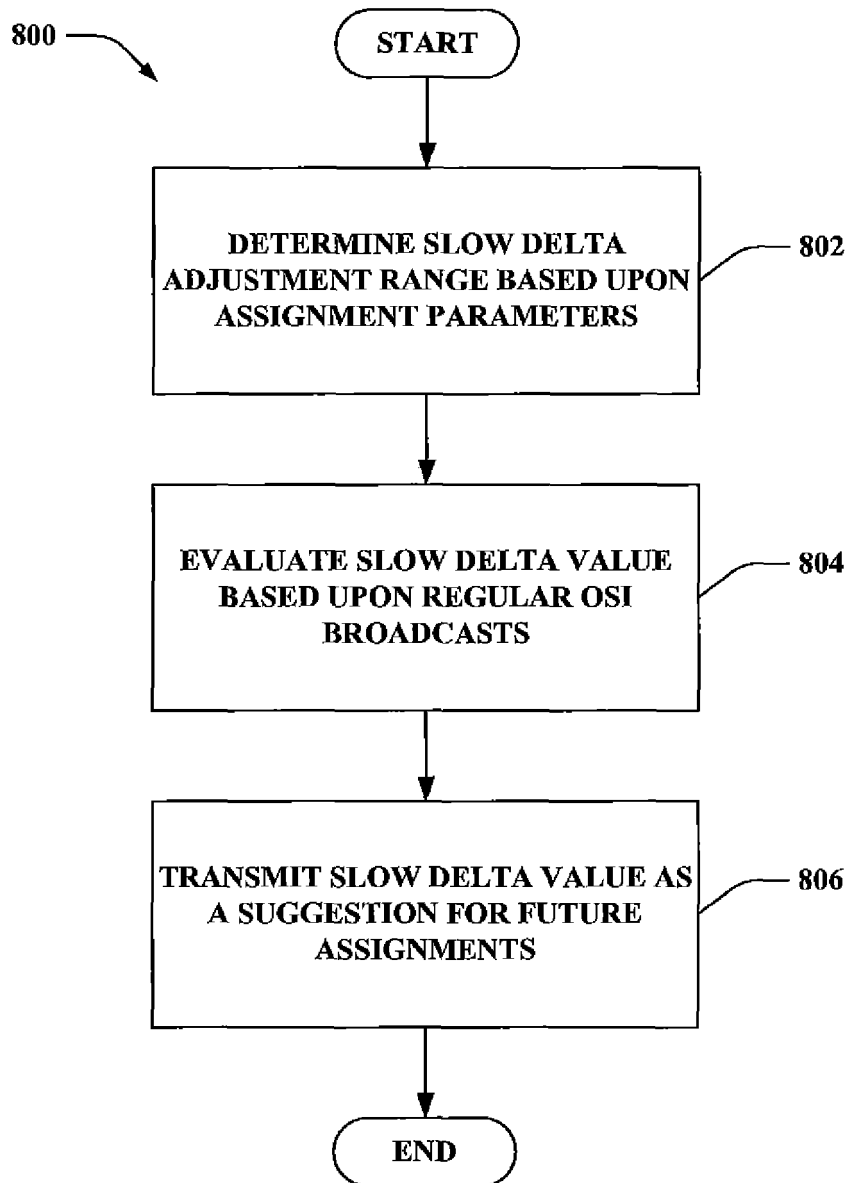 800
START
DETERMINE SLOW DELTA
ADJUSTMENT RANGE BASED UPON
ASSIGNMENT PARAMETERS
802
EVALUATE SLOW DELTA VALUE
BASED UPON REGULAR OSI
BROADCASTS
804
TRANSMIT SLOW DELTA VALUE AS
A SUGGESTION FOR FUTURE
ASSIGNMENTS
806
END